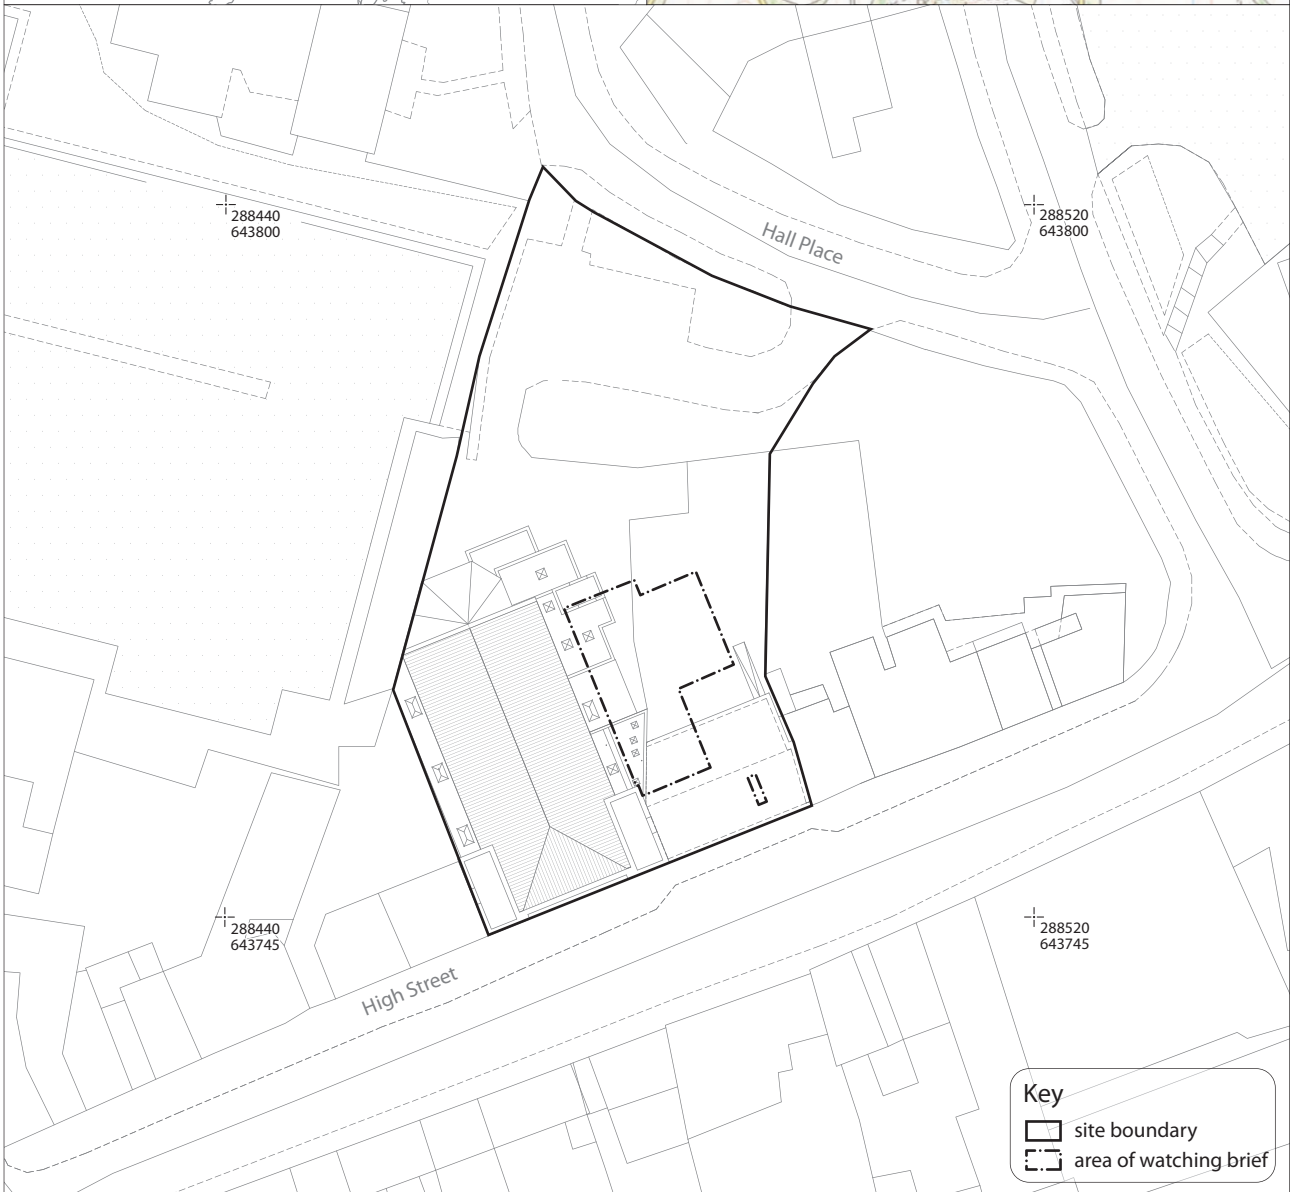 288440
643800
Hall Place
288520
643800
288440
643745
High Street
288520
643745
Key
site boundary
area of watching brief